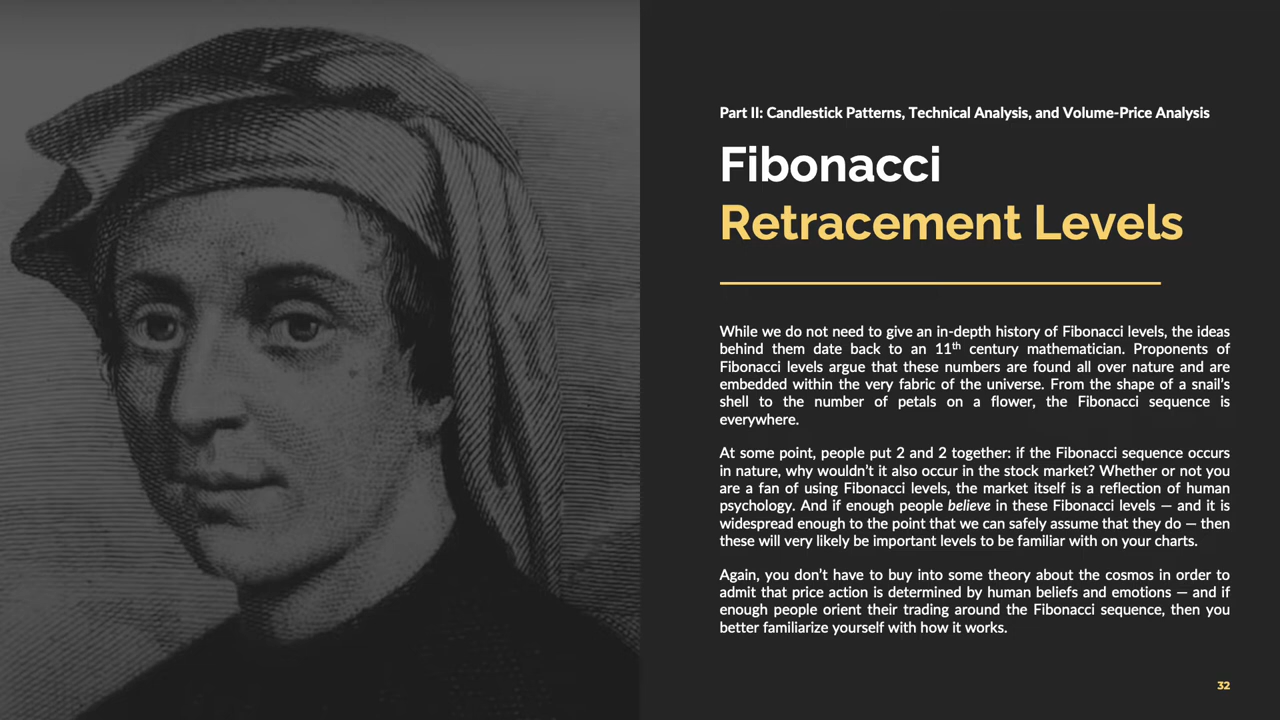 Part II: Candlestick Patterns, Technical Analysis, and Volume-Price Analysis
Fibonacci
Retracement Levels
While we do not need to give an in-depth history of Fibonacci levels, the ideas
behind them date back to an 11th century mathematician. Proponents of
Fibonacci levels argue that these numbers are found all over nature and are
embedded within the very fabric of the universe. From the shape of a snail’s
shell to the number of petals on a flower, the Fibonacci sequence is
everywhere.
At some point, people put 2 and 2 together: if the Fibonacci sequence occurs
in nature, why wouldn’t it also occur in the stock market? Whether or not you
are a fan of using Fibonacci levels, the market itself is a reflection of human
psychology. And if enough people believe in these Fibonacci levels — and it is
widespread enough to the point that we can safely assume that they do — then
these will very likely be important levels to be familiar with on your charts.
Again, you don’t have to buy into some theory about the cosmos in order to
admit that price action is determined by human beliefs and emotions — and if
enough people orient their trading around the Fibonacci sequence, then you
better familiarize yourself with how it works.
32